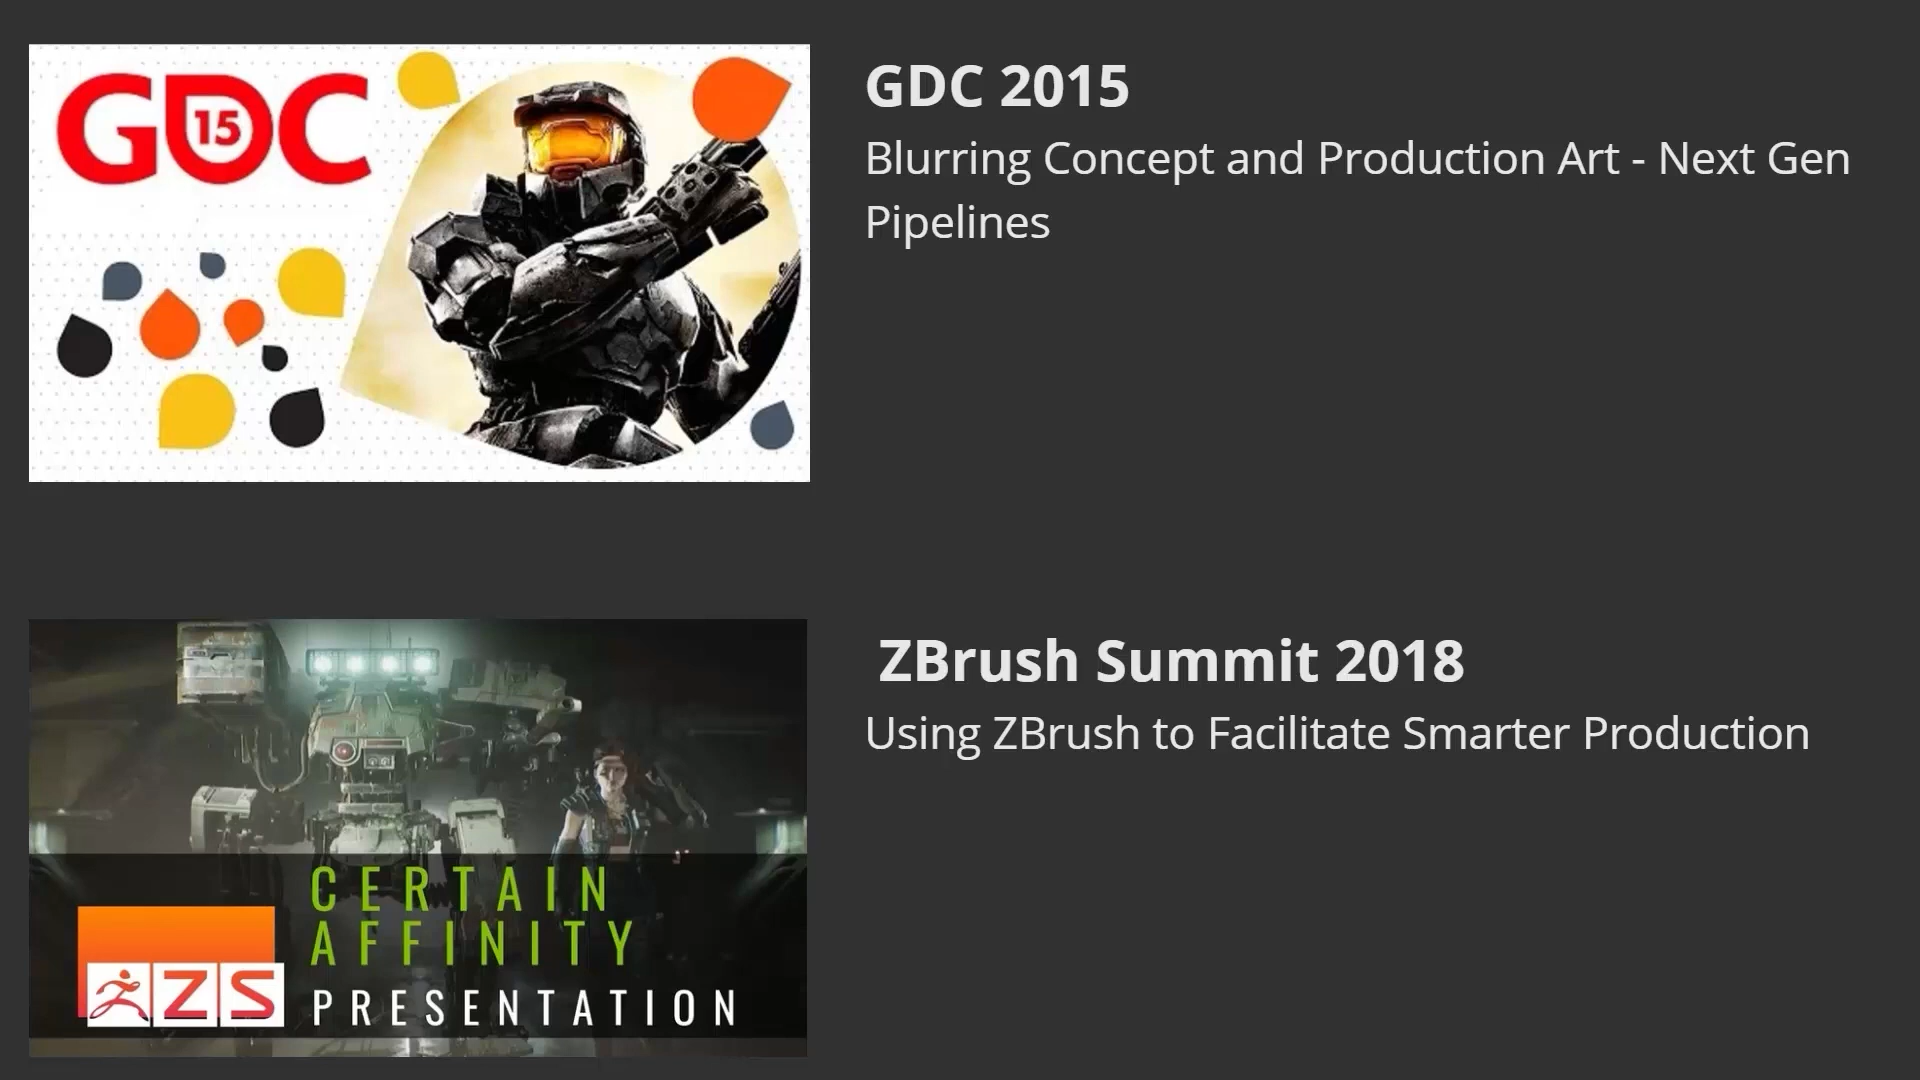 GDC
15
GDC 2015
Blurring Concept and Production Art - Next Gen
Pipelines
ZBrush Summit 2018
Using ZBrush to Facilitate Smarter Production
CERTAIN
AFFINITY
PRESENTATION
ZS